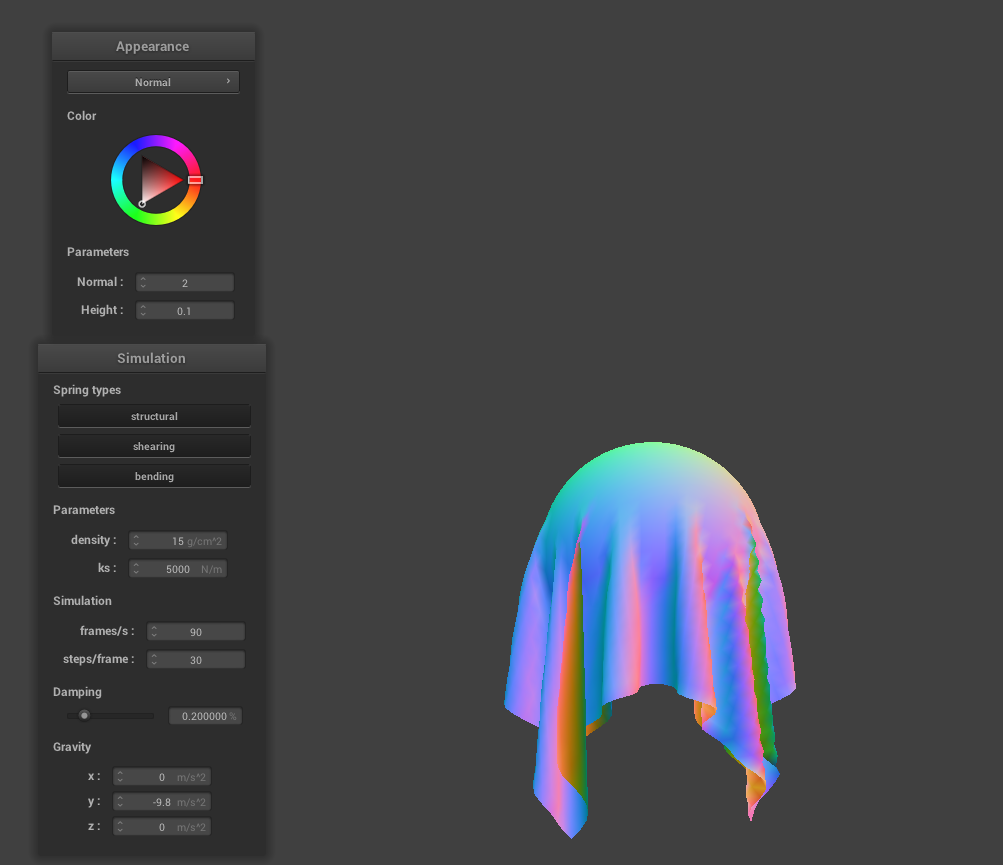 Appearance
Normal
Color
Parameters
Normal : 2
Height : 0.1
Simulation
Spring types
structural
shearing
bending
Parameters
density : 15 g/cm^2
ks : 5000 N/m
Simulation
frames/s : 90
steps/frame : 30
Damping
0.200000 %
Gravity
x : 0 m/s^2
y : -9.8 m/s^2
z : 0 m/s^2